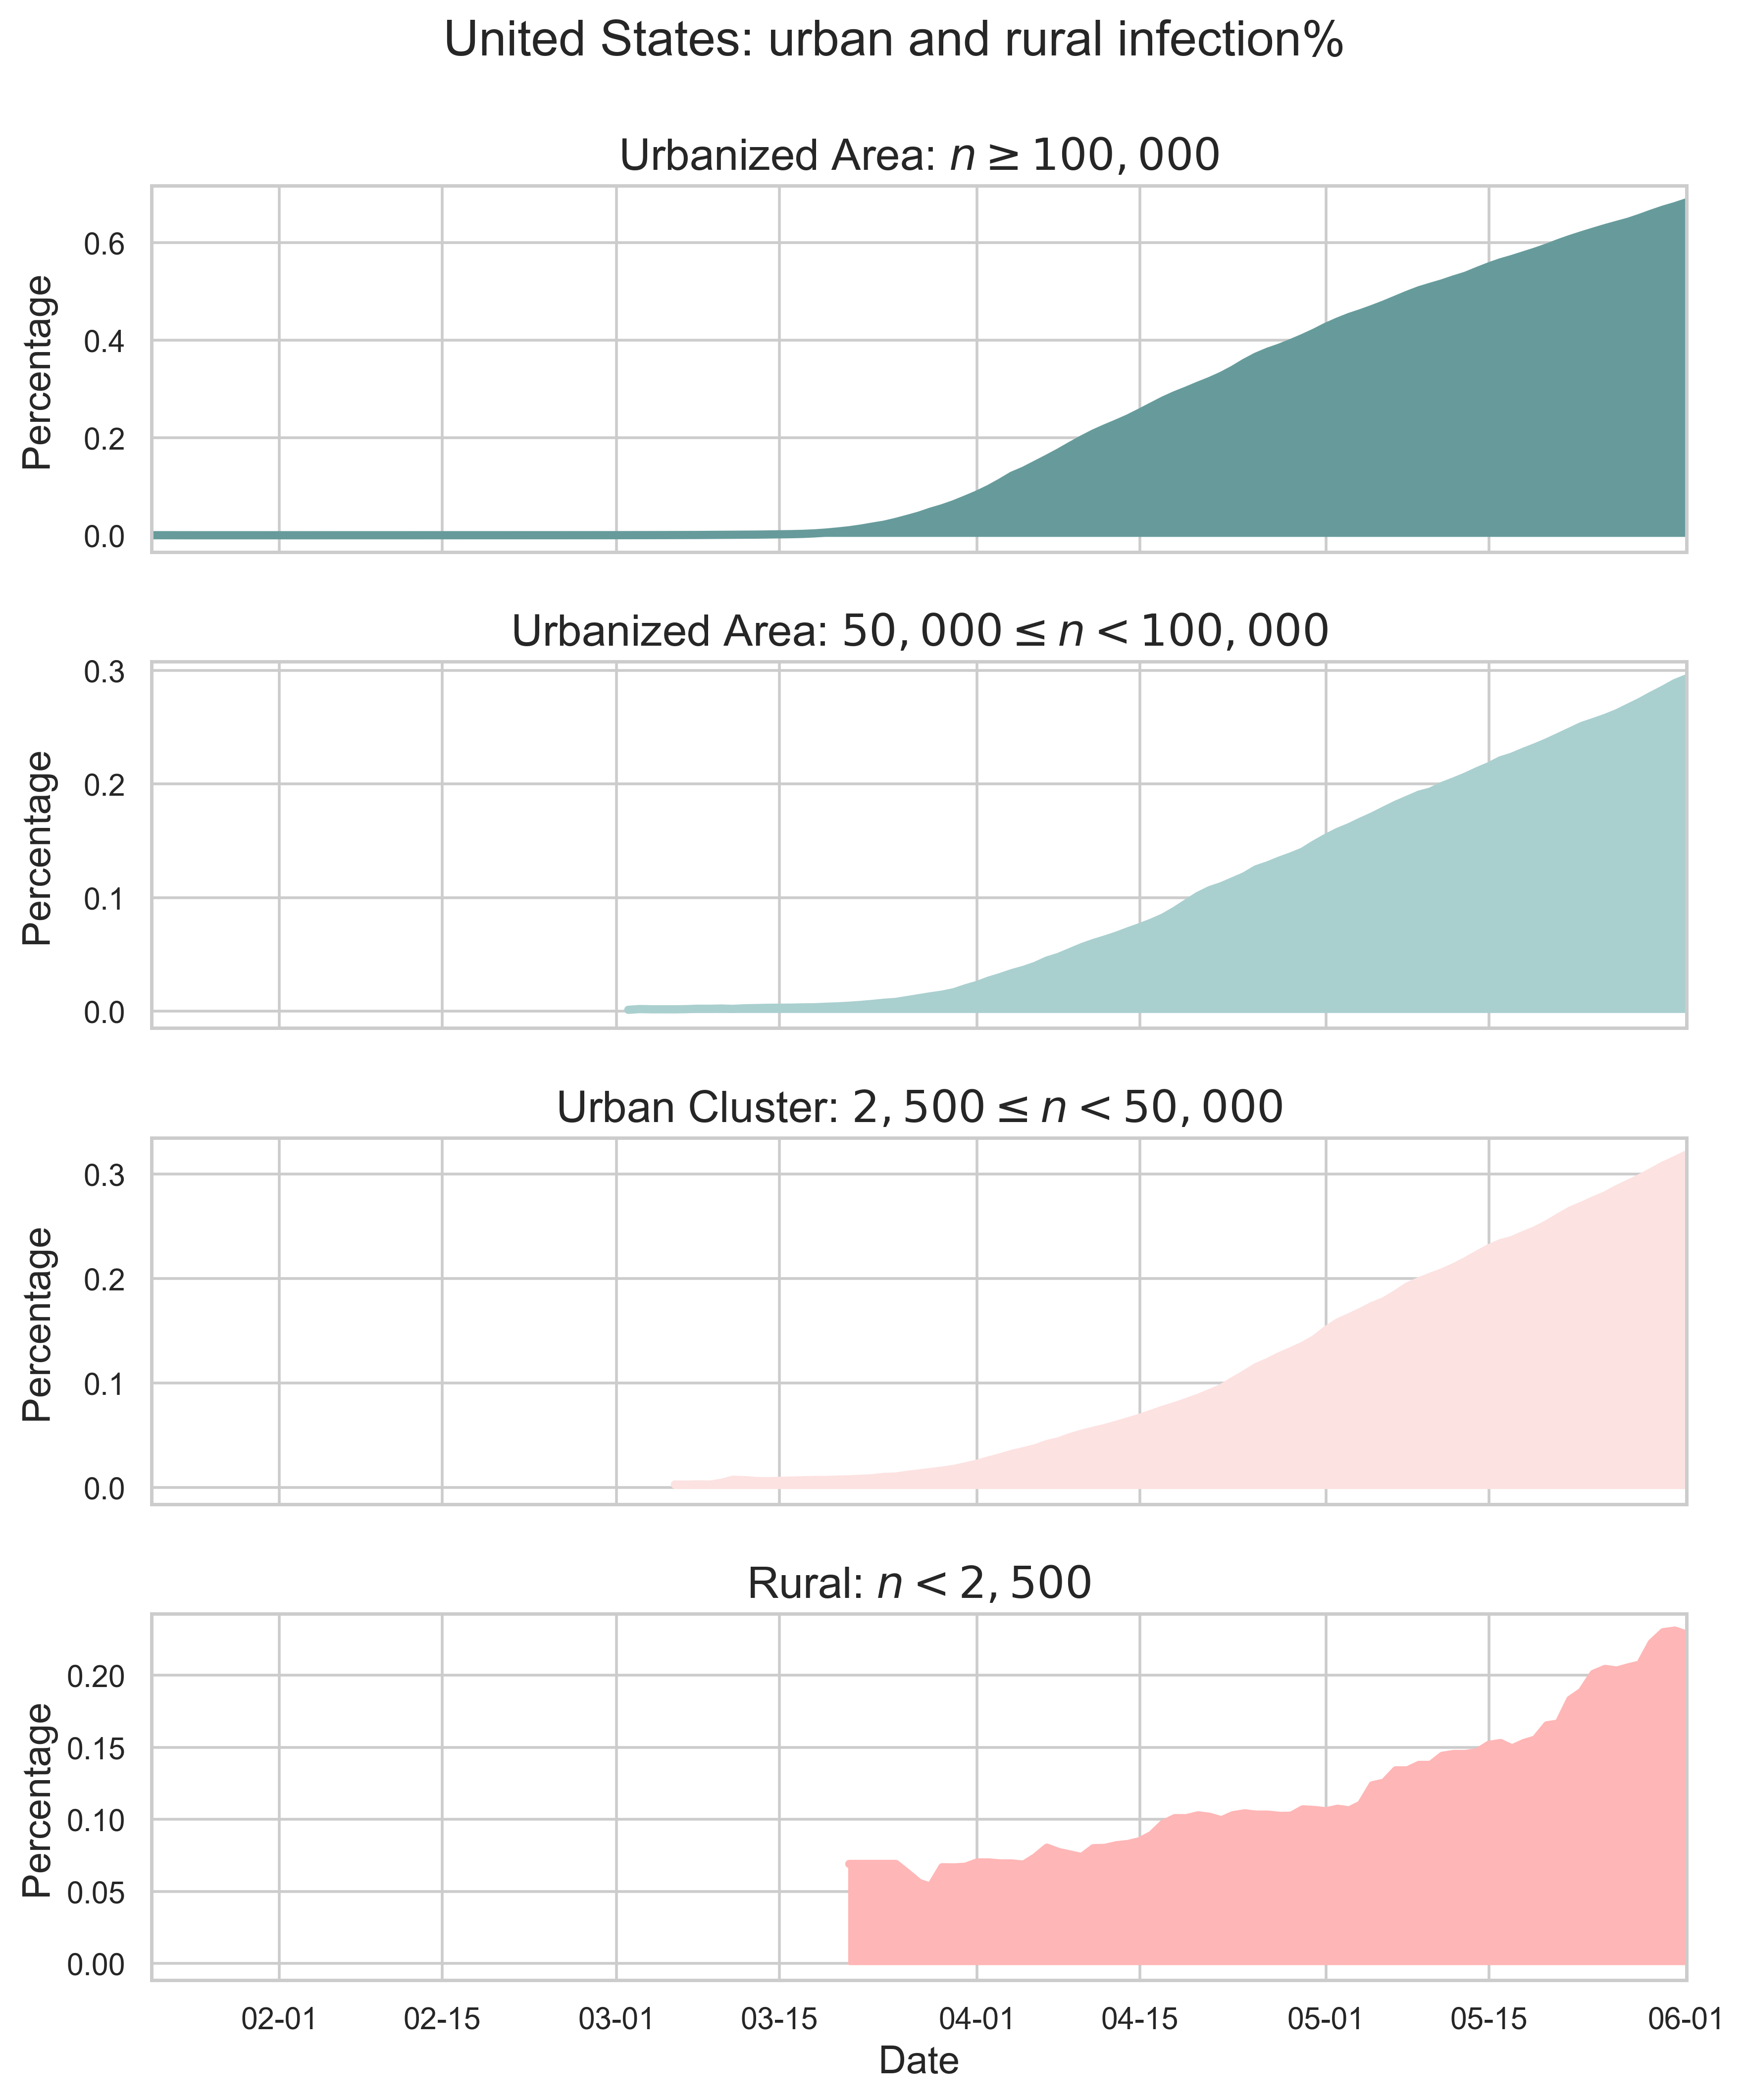 United States: urban and rural infection%
Urbanized Area: n ≥ 100,000
Percentage
0.6
0.4
0.2
0.0
Urbanized Area: 50,000 ≤ n < 100,000
Percentage
0.3
0.2
0.1
0.0
Urban Cluster: 2,500 ≤ n < 50,000
Percentage
0.3
0.2
0.1
0.0
Rural: n < 2,500
Percentage
0.20
0.15
0.10
0.05
0.00
02-01 02-15 03-01 03-15 04-01 04-15 05-01 05-15 06-01
Date